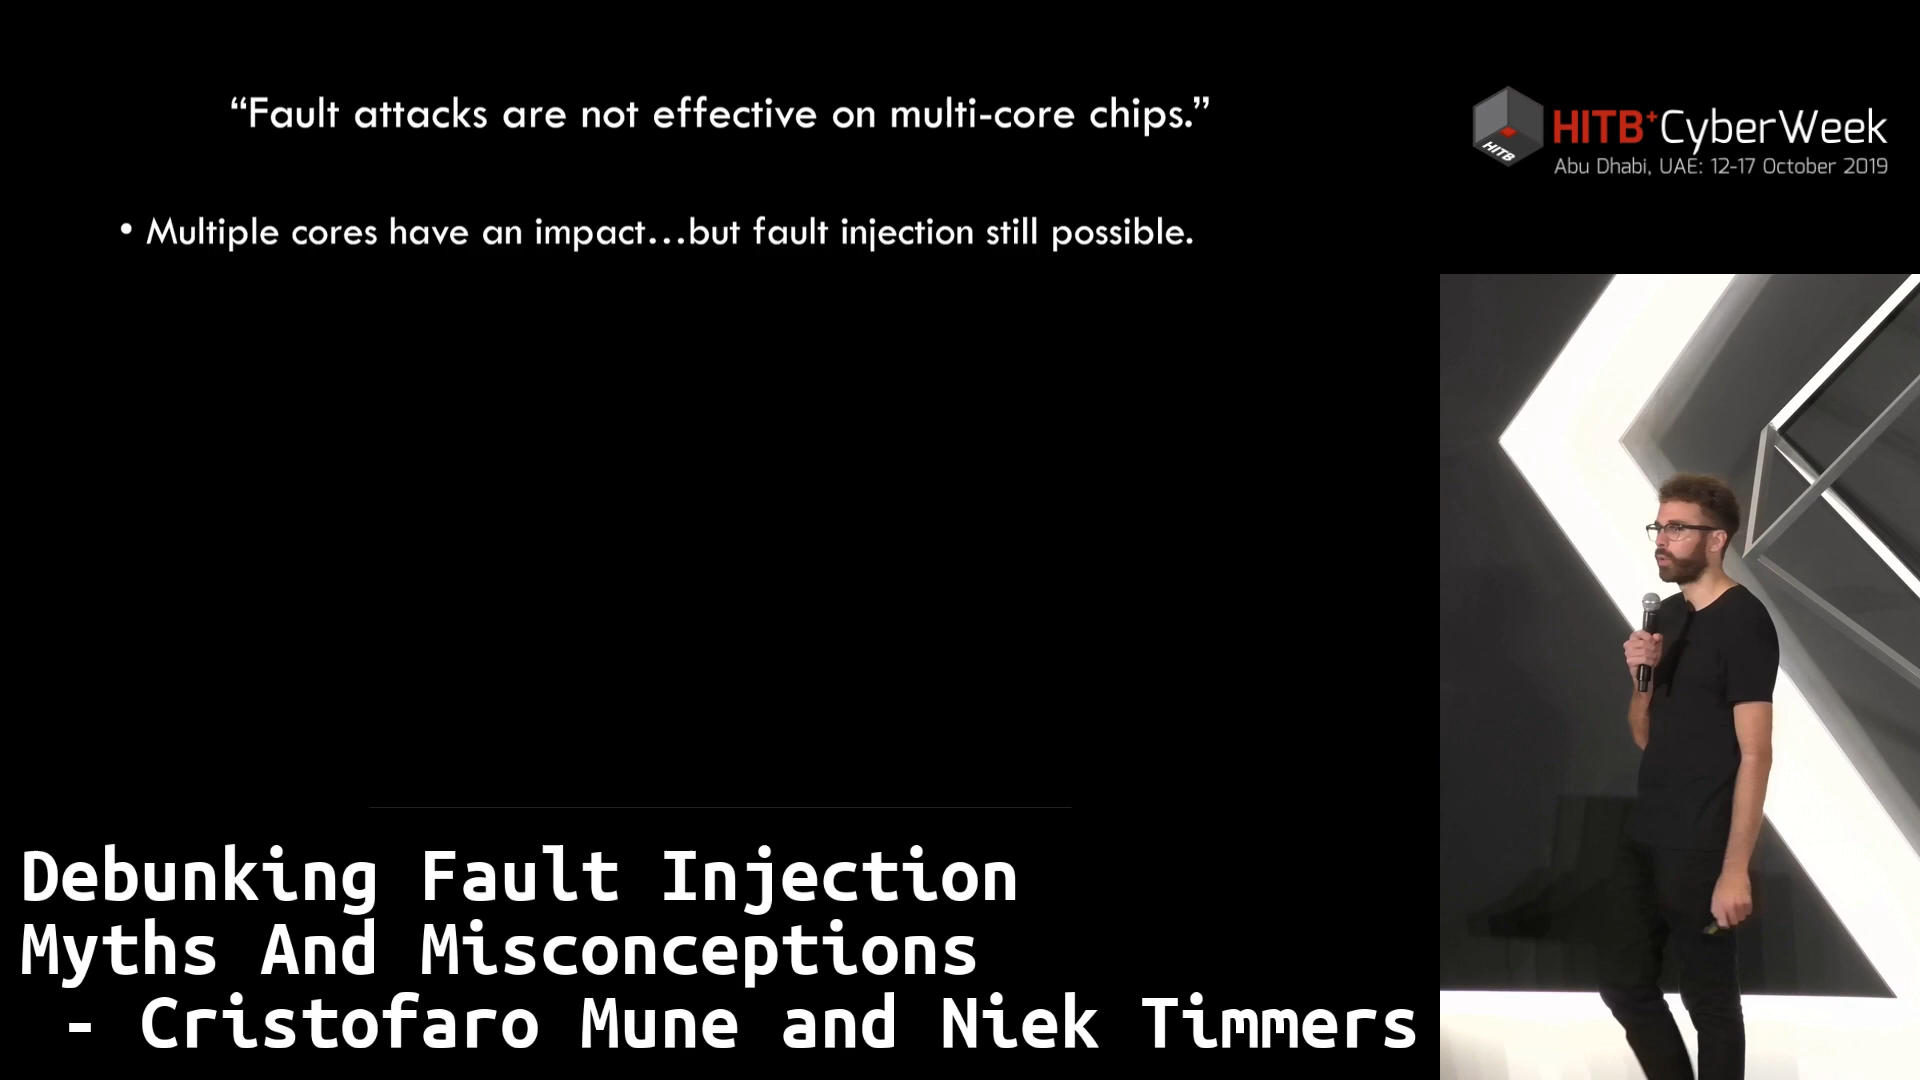 “Fault attacks are not effective on multi-core chips.”
• Multiple cores have an impact…but fault injection still possible.
HITB+CyberWeek
HITB
Abu Dhabi, UAE: 12-17 October 2019
Debunking Fault Injection
Myths And Misconceptions
- Cristofaro Mune and Niek Timmers